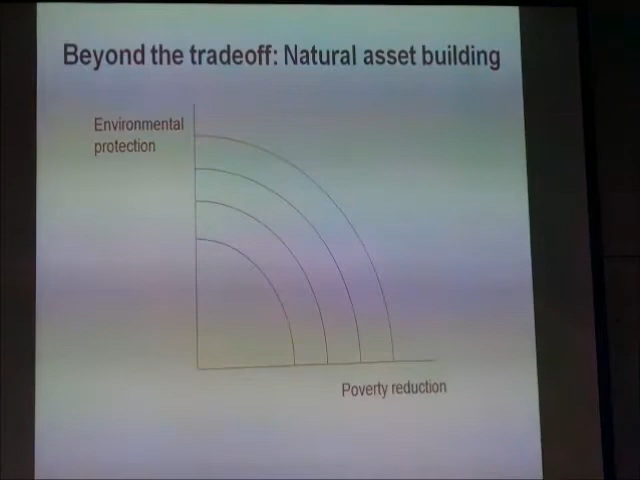 Beyond the tradeoff: Natural asset building
Environmental
protection
Poverty reduction